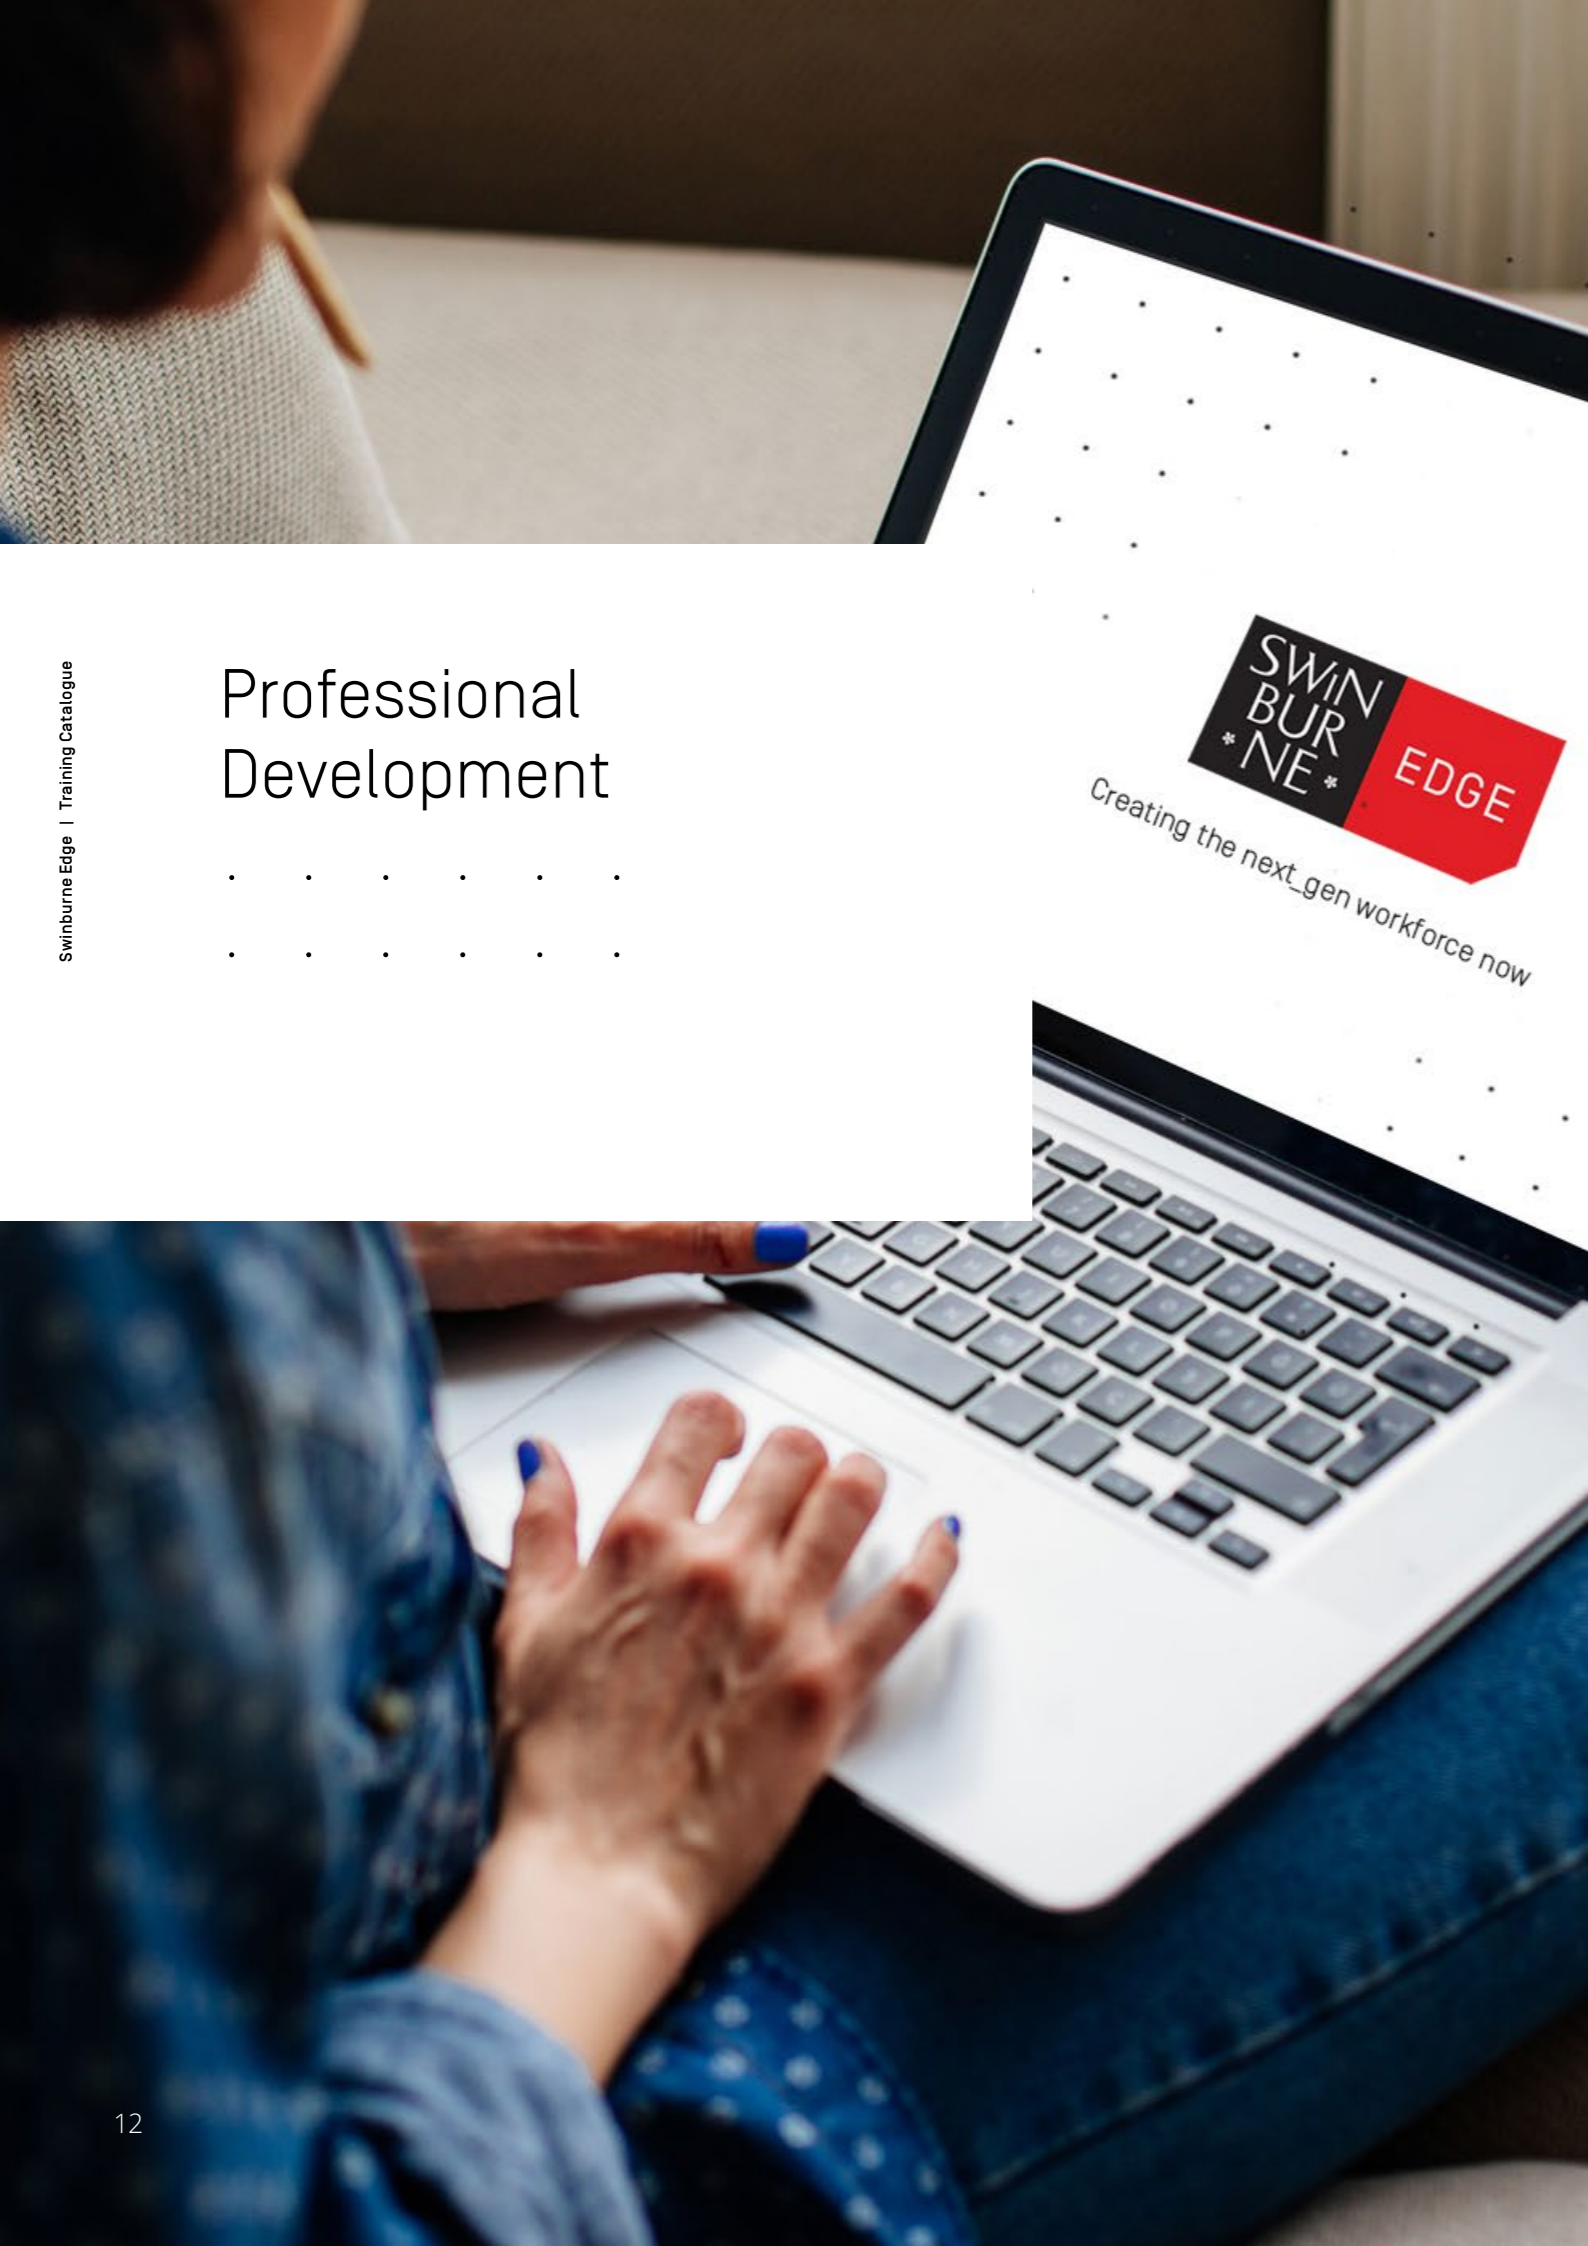 Swinburne Edge | Training Catalogue
Professional
Development
SWIN
BUR
NE
EDGE
Creating the next_gen workforce now
12